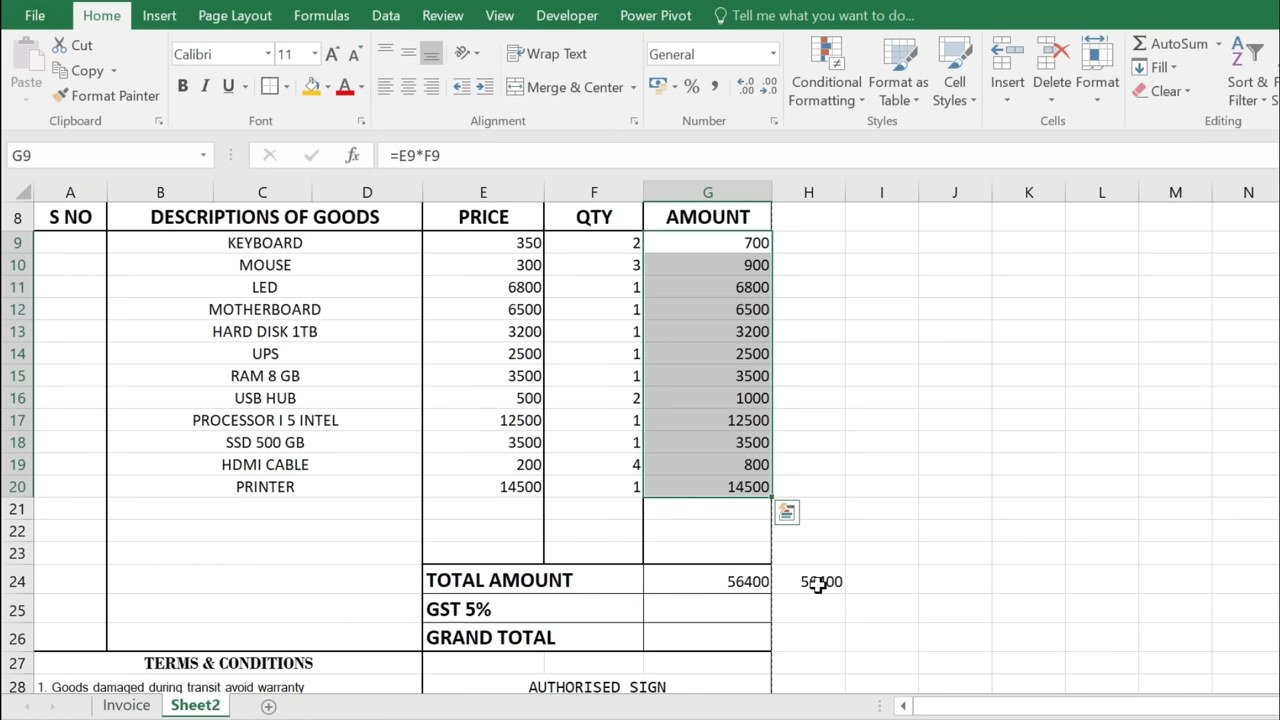 File Home Insert Page Layout Formulas Data Review View Developer Power Pivot Tell me what you want to do...
Paste Cut Copy Format Painter Clipboard
Calibri 11 A A B I U A Font
Wrap Text Merge & Center Alignment
General % , .0 .00 .00 .0 Number
Conditional Formatting Format as Table Cell Styles Styles
Insert Delete Format Cells
AutoSum Fill Clear Sort & Filter Editing
G9 fx =E9*F9
A B C D E F G H I J K L M N
8 S NO DESCRIPTIONS OF GOODS PRICE QTY AMOUNT
9 KEYBOARD 350 2 700
10 MOUSE 300 3 900
11 LED 6800 1 6800
12 MOTHERBOARD 6500 1 6500
13 HARD DISK 1TB 3200 1 3200
14 UPS 2500 1 2500
15 RAM 8 GB 3500 1 3500
16 USB HUB 500 2 1000
17 PROCESSOR I 5 INTEL 12500 1 12500
18 SSD 500 GB 3500 1 3500
19 HDMI CABLE 200 4 800
20 PRINTER 14500 1 14500
21
22
23
24 TOTAL AMOUNT 56400
25 GST 5%
26 GRAND TOTAL
27 TERMS & CONDITIONS
28 1. Goods damaged during transit avoid warranty AUTHORISED SIGN
Invoice Sheet2